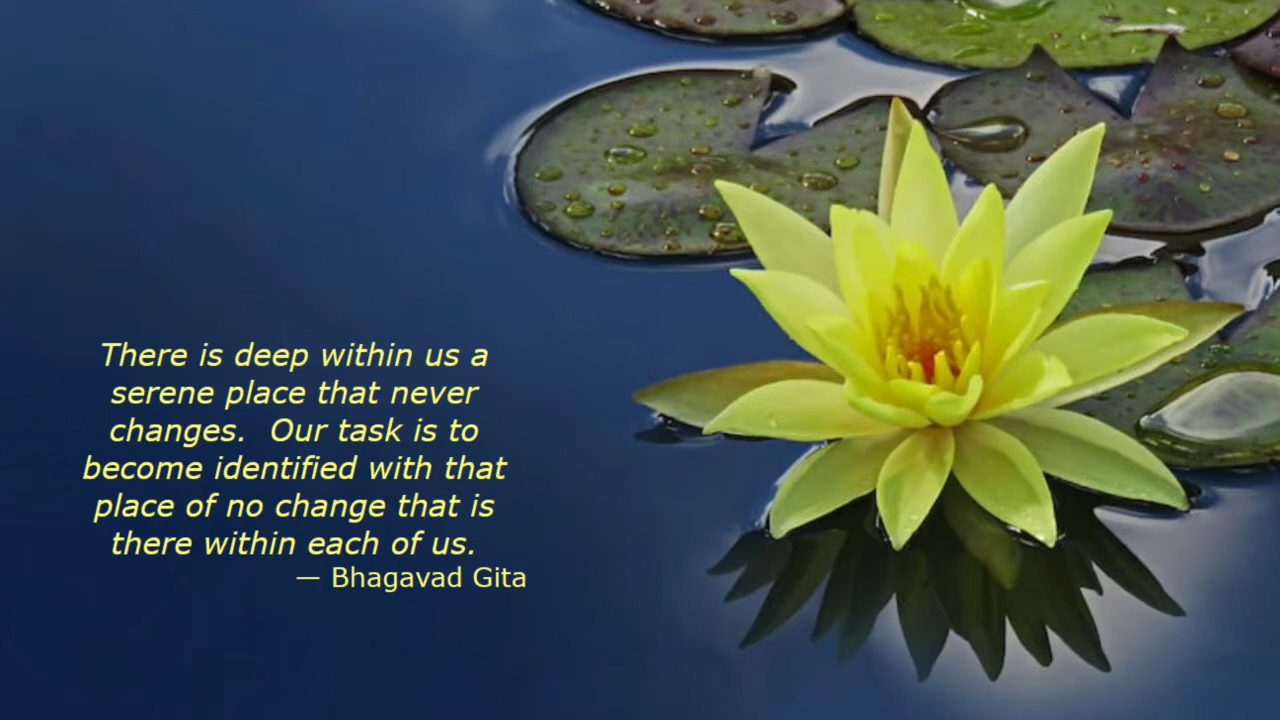 There is deep within us a
serene place that never
changes.  Our task is to
become identified with that
place of no change that is
there within each of us.
— Bhagavad Gita